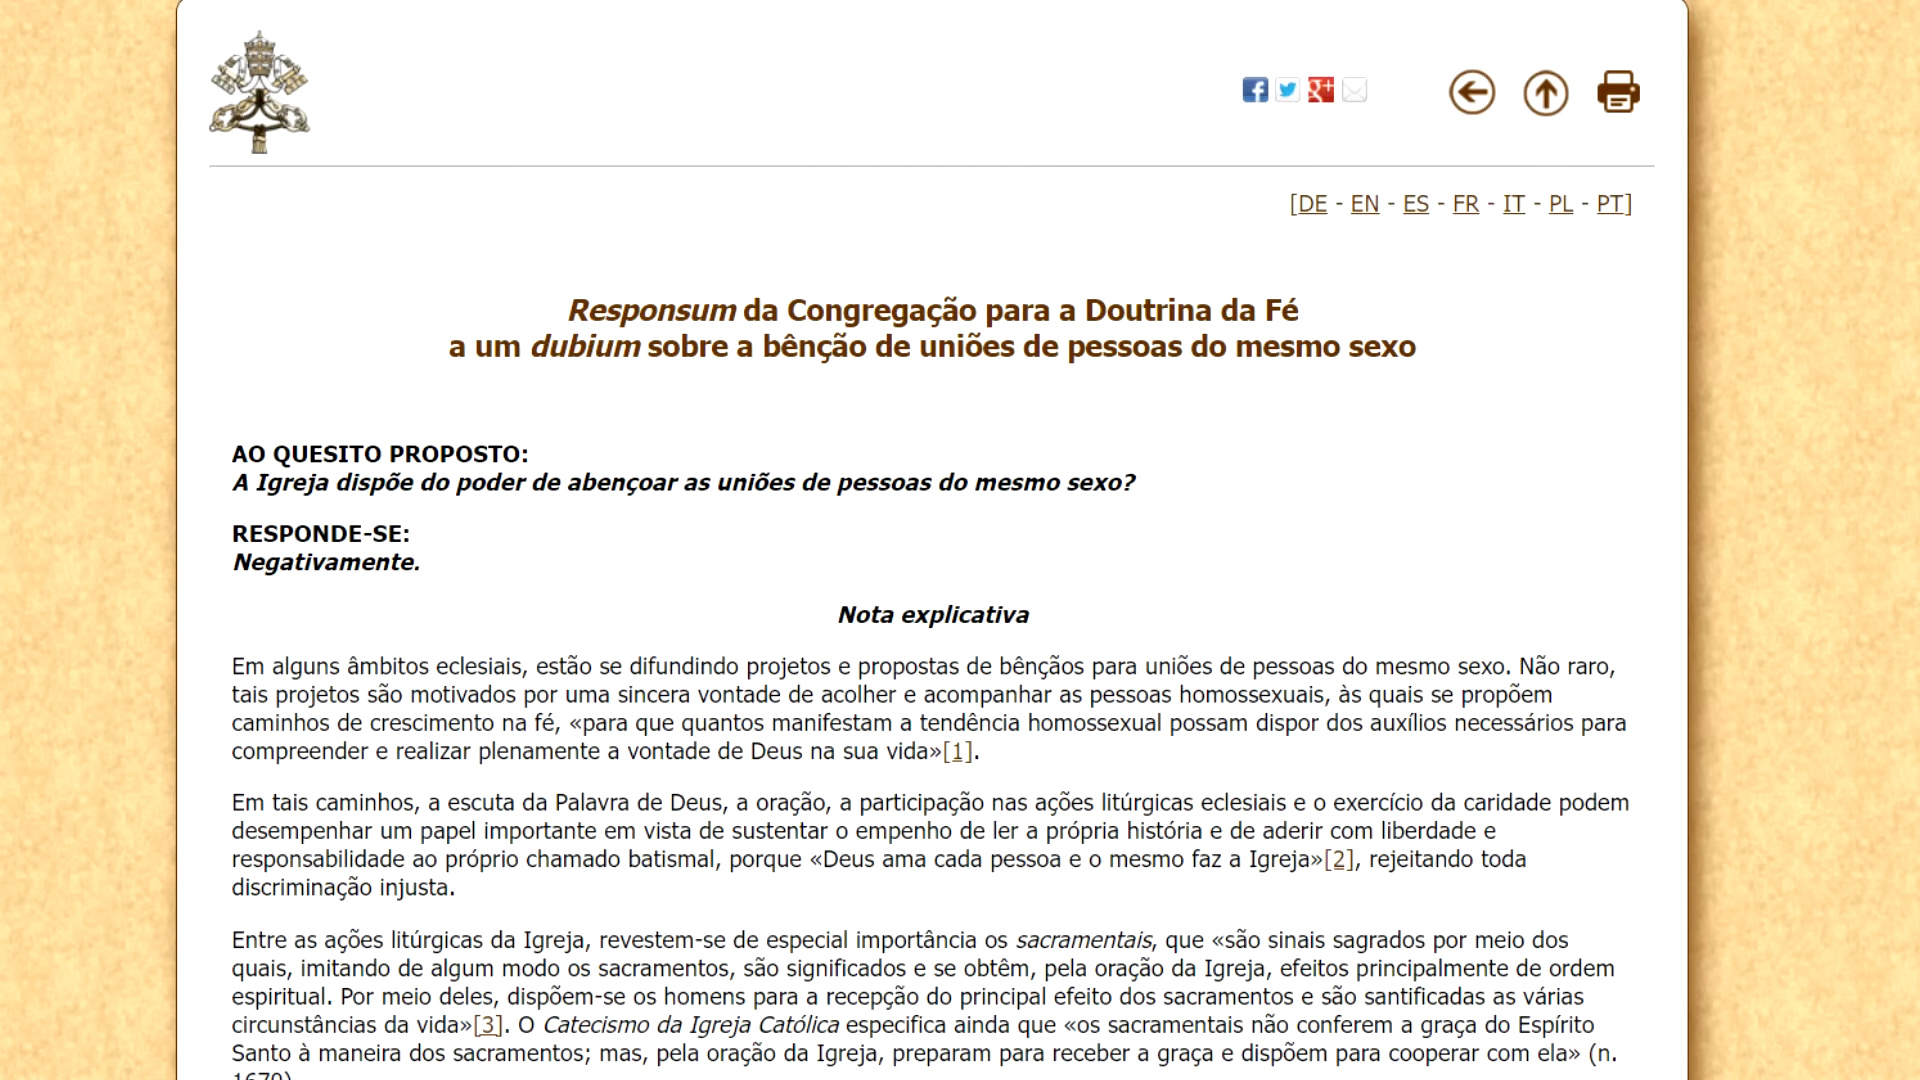 [DE - EN - ES - FR - IT - PL - PT]
Responsum da Congregação para a Doutrina da Fé
a um dubium sobre a bênção de uniões de pessoas do mesmo sexo
AO QUESITO PROPOSTO:
A Igreja dispõe do poder de abençoar as uniões de pessoas do mesmo sexo?
RESPONDE-SE:
Negativamente.
Nota explicativa
Em alguns âmbitos eclesiais, estão se difundindo projetos e propostas de bênçãos para uniões de pessoas do mesmo sexo. Não raro,
tais projetos são motivados por uma sincera vontade de acolher e acompanhar as pessoas homossexuais, às quais se propõem
caminhos de crescimento na fé, «para que quantos manifestam a tendência homossexual possam dispor dos auxílios necessários para
compreender e realizar plenamente a vontade de Deus na sua vida»[1].
Em tais caminhos, a escuta da Palavra de Deus, a oração, a participação nas ações litúrgicas eclesiais e o exercício da caridade podem
desempenhar um papel importante em vista de sustentar o empenho de ler a própria história e de aderir com liberdade e
responsabilidade ao próprio chamado batismal, porque «Deus ama cada pessoa e o mesmo faz a Igreja»[2], rejeitando toda
discriminação injusta.
Entre as ações litúrgicas da Igreja, revestem-se de especial importância os sacramentais, que «são sinais sagrados por meio dos
quais, imitando de algum modo os sacramentos, são significados e se obtêm, pela oração da Igreja, efeitos principalmente de ordem
espiritual. Por meio deles, dispõem-se os homens para a recepção do principal efeito dos sacramentos e são santificadas as várias
circunstâncias da vida»[3]. O Catecismo da Igreja Católica especifica ainda que «os sacramentais não conferem a graça do Espírito
Santo à maneira dos sacramentos; mas, pela oração da Igreja, preparam para receber a graça e dispõem para cooperar com ela» (n.